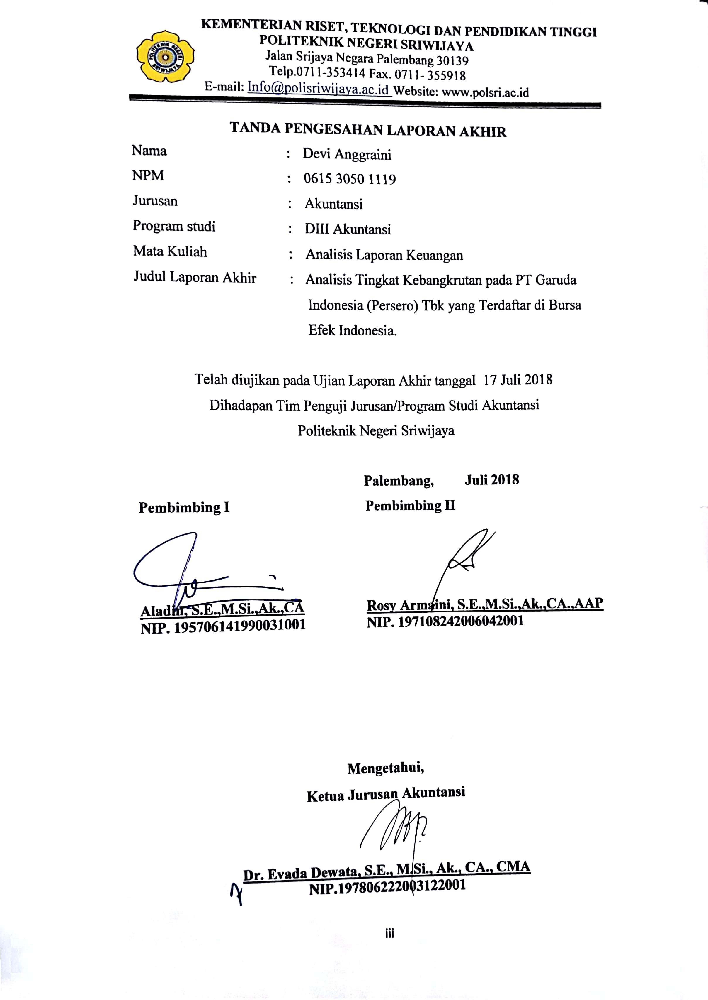 KEMENTERIAN RISET, TEKNOLOGI DAN PENDIDIKAN TINGGI
POLITEKNIK NEGERI SRIWIJAYA
Jalan Srijaya Negara Palembang 30139
Telp.0711-353414 Fax. 0711- 355918
E-mail: Info@polisriwijaya.ac.id Website: www.polsri.ac.id
POLITEKNIK NEGERI
SRIWIJAYA
TANDA PENGESAHAN LAPORAN AKHIR
Nama : Devi Anggraini
NPM : 0615 3050 1119
Jurusan : Akuntansi
Program studi : DIII Akuntansi
Mata Kuliah : Analisis Laporan Keuangan
Judul Laporan Akhir : Analisis Tingkat Kebangkrutan pada PT Garuda
Indonesia (Persero) Tbk yang Terdaftar di Bursa
Efek Indonesia.
Telah diujikan pada Ujian Laporan Akhir tanggal 17 Juli 2018
Dihadapan Tim Penguji Jurusan/Program Studi Akuntansi
Politeknik Negeri Sriwijaya
Palembang, Juli 2018
Pembimbing I Pembimbing II
Aladin, S.E.,M.Si.,Ak.,CA Rosy Armaini, S.E.,M.Si.,Ak.,CA.,AAP
NIP. 195706141990031001 NIP. 197108242006042001
Mengetahui,
Ketua Jurusan Akuntansi
Dr. Evada Dewata, S.E., M.Si., Ak., CA., CMA
NIP.197806222003122001
iii